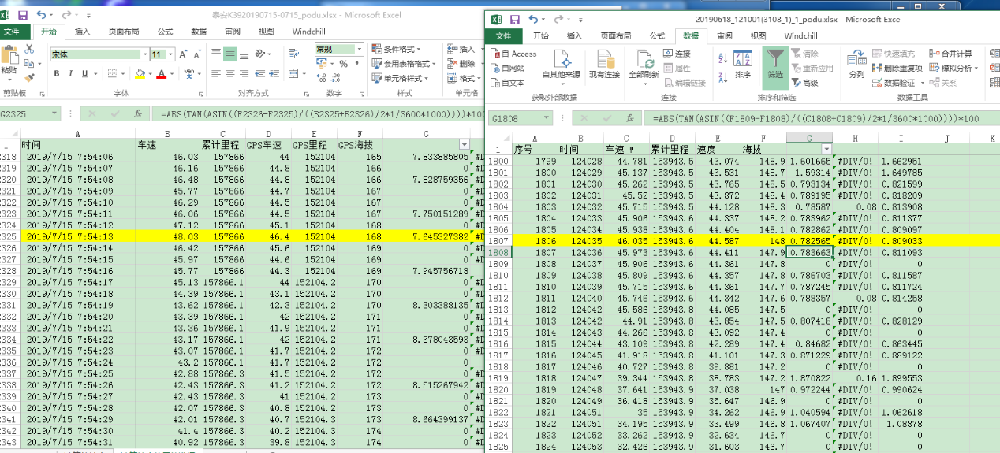 泰安K3920190715-0715_podu.xlsx - Microsoft Excel
文件 开始 插入 页面布局 公式 数据 审阅 视图 Windchill
宋体 11 常规
粘贴 B I U 条件格式 套用表格格式 单元格样式 插入 删除 格式
剪贴板 字体 对齐方式 数字 样式 单元格
G2325 fx =ABS(TAN(ASIN((F2326-F2325)/((B2325+B2326)/2*1/3600*1000))))*100
A B C D E F G
1 时间 车速 累计里程 GPS车速 GPS里程 GPS海拔
2318 2019/7/15 7:54:06 46.03 157866 44 152104 165 7.833885805 #D
2319 2019/7/15 7:54:07 46.16 157866 44.8 152104 166 0 #D
2320 2019/7/15 7:54:08 46.48 157866 44.8 152104 166 7.828759356 #D
2321 2019/7/15 7:54:09 45.77 157866 44.7 152104 167 0 #D
2322 2019/7/15 7:54:10 46.29 157866 44.5 152104 167 0 #D
2323 2019/7/15 7:54:11 46.06 157866 44.5 152104 167 7.750151289 #D
2324 2019/7/15 7:54:12 47.12 157866 45.1 152104 168 0 #D
2325 2019/7/15 7:54:13 48.03 157866 46.4 152104 168 7.645327382 #D
2326 2019/7/15 7:54:14 46.42 157866 45.6 152104 169 0 #D
2327 2019/7/15 7:54:15 45.97 157866 44.6 152104 169 0 #D
2328 2019/7/15 7:54:16 45.77 157866 44.3 152104 169 7.945756718
2329 2019/7/15 7:54:17 45.13 157866.1 44 152104.2 170 0 #D
2330 2019/7/15 7:54:18 44.39 157866.1 43.1 152104.2 170 0 #D
2331 2019/7/15 7:54:19 43.62 157866.1 42.3 152104.2 170 8.303388135 #D
2332 2019/7/15 7:54:20 43.39 157866.1 42 152104.2 171 0 #D
2333 2019/7/15 7:54:21 43.36 157866.1 41.9 152104.2 171 0 #D
2334 2019/7/15 7:54:22 43.17 157866.1 42 152104.2 171 8.378043593 #D
2335 2019/7/15 7:54:23 43.07 157866.1 41.7 152104.2 172 0 #D
2336 2019/7/15 7:54:24 43.2 157866.1 41.7 152104.2 172 0
2337 2019/7/15 7:54:25 42.88 157866.3 41.5 152104.2 172 0 #D
2338 2019/7/15 7:54:26 42.43 157866.3 41.2 152104.2 172 8.515267942 #D
2339 2019/7/15 7:54:27 42.43 157866.3 41 152104.2 173 0 #D
2340 2019/7/15 7:54:28 42.07 157866.3 40.8 152104.2 173 0 #D
2341 2019/7/15 7:54:29 42.01 157866.3 40.7 152104.3 173 8.664399137 #D
2342 2019/7/15 7:54:30 41.4 157866.3 40.2 152104.3 174 0 #D
2343 2019/7/15 7:54:31 40.92 157866.3 39.8 152104.3 174 0 #D
20190618_121001(3108_1)_1_podu.xlsx - Microsoft Excel
文件 开始 插入 页面布局 公式 数据 审阅 视图 Windchill
自 Access 自网站 自文本 自其他来源 现有连接 全部刷新 连接 属性 编辑链接 排序 筛选 清除 重新应用 高级 分列 快速填充 删除重复项 数据验证 合并计算 模拟分析 关系
获取外部数据 连接 排序和筛选 数据工具
G1808 fx =ABS(TAN(ASIN((F1809-F1808)/((C1808+C1809)/2*1/3600*1000))))*100
A B C D E F G H I J K
1 序号 时间 车速_W 累计里程_ 速度 海拔
1800 1799 124028 44.781 153943.5 43.074 148.9 1.601665 #DIV/0! 1.662951
1801 1800 124029 45.137 153943.5 43.531 148.7 1.59314 #DIV/0! 1.649785
1802 1801 124030 45.262 153943.5 43.765 148.5 0.793134 #DIV/0! 0.821599
1803 1802 124031 45.52 153943.5 43.872 148.4 0.789195 #DIV/0! 0.818209
1804 1803 124032 45.715 153943.5 44.128 148.3 0.78587 0.08 0.813908
1805 1804 124033 45.906 153943.6 44.337 148.2 0.783962 #DIV/0! 0.811377
1806 1805 124034 45.938 153943.6 44.404 148.1 0.782862 #DIV/0! 0.809097
1807 1806 124035 46.035 153943.6 44.587 148 0.782565 #DIV/0! 0.809033
1808 1807 124036 45.973 153943.6 44.411 147.9 0.783663 #DIV/0! 0.811093
1809 1808 124037 45.906 153943.6 44.361 147.8 0 #DIV/0! 0
1810 1809 124038 45.809 153943.6 44.357 147.8 0.786703 #DIV/0! 0.811587
1811 1810 124039 45.715 153943.6 44.361 147.7 0.787245 #DIV/0! 0.811724
1812 1811 124040 45.746 153943.6 44.342 147.6 0.788357 0.08 0.814258
1813 1812 124042 45.586 153943.8 44.085 147.5 0 #DIV/0! 0
1814 1813 124042 44.91 153943.8 43.854 147.5 0.807418 #DIV/0! 0.828129
1815 1814 124043 44.266 153943.8 43.092 147.4 0 #DIV/0! 0
1816 1815 124044 43.109 153943.8 42.289 147.4 0.84682 #DIV/0! 0.863445
1817 1816 124045 41.918 153943.8 41.101 147.3 0.871229 #DIV/0! 0.889122
1818 1817 124046 40.727 153943.8 39.881 147.2 0 #DIV/0! 0
1819 1818 124047 39.344 153943.8 38.783 147.2 1.870822 0.16 1.899553
1820 1819 124048 37.641 153943.9 37.038 147 0.972244 #DIV/0! 0.990624
1821 1820 124049 36.418 153943.9 35.647 146.9 0 #DIV/0! 0
1822 1821 124051 35 153943.9 34.262 146.9 1.040594 #DIV/0! 1.062618
1823 1822 124051 34.195 153943.9 33.499 146.8 1.067407 #DIV/0! 1.08878
1824 1823 124052 33.262 153943.9 32.634 146.7 0 #DIV/0! 0
1825 1824 124053 32.426 153943.9 31.603 146.7 0 #DIV/0! 0